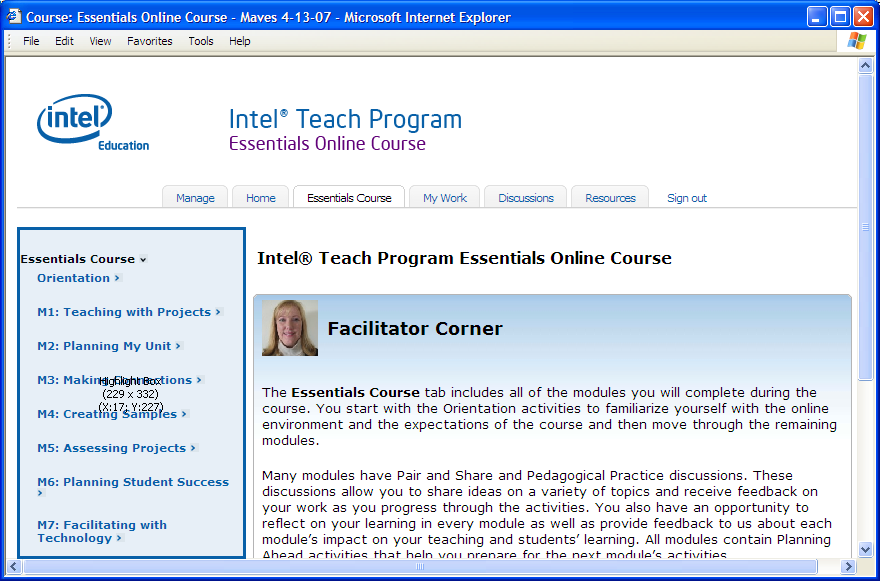 Course: Essentials Online Course - Maves 4-13-07 - Microsoft Internet Explorer
File Edit View Favorites Tools Help
intel®
Education
Intel® Teach Program
Essentials Online Course
Manage Home Essentials Course My Work Discussions Resources Sign out
Essentials Course
Orientation >
M1: Teaching with Projects >
M2: Planning My Unit >
M3: Making Connections >
Highlight Box
(229 x 332)
(X:17; Y:227)
M4: Creating Samples >
M5: Assessing Projects >
M6: Planning Student Success
>
M7: Facilitating with
Technology >
Intel® Teach Program Essentials Online Course
Facilitator Corner
The Essentials Course tab includes all of the modules you will complete during the
course. You start with the Orientation activities to familiarize yourself with the online
environment and the expectations of the course and then move through the remaining
modules.
Many modules have Pair and Share and Pedagogical Practice discussions. These
discussions allow you to share ideas on a variety of topics and receive feedback on
your work as you progress through the activities. You also have an opportunity to
reflect on your learning in every module as well as provide feedback to us about each
module's impact on your teaching and students' learning. All modules contain Planning
Ahead activities that help you prepare for the next module's activities.